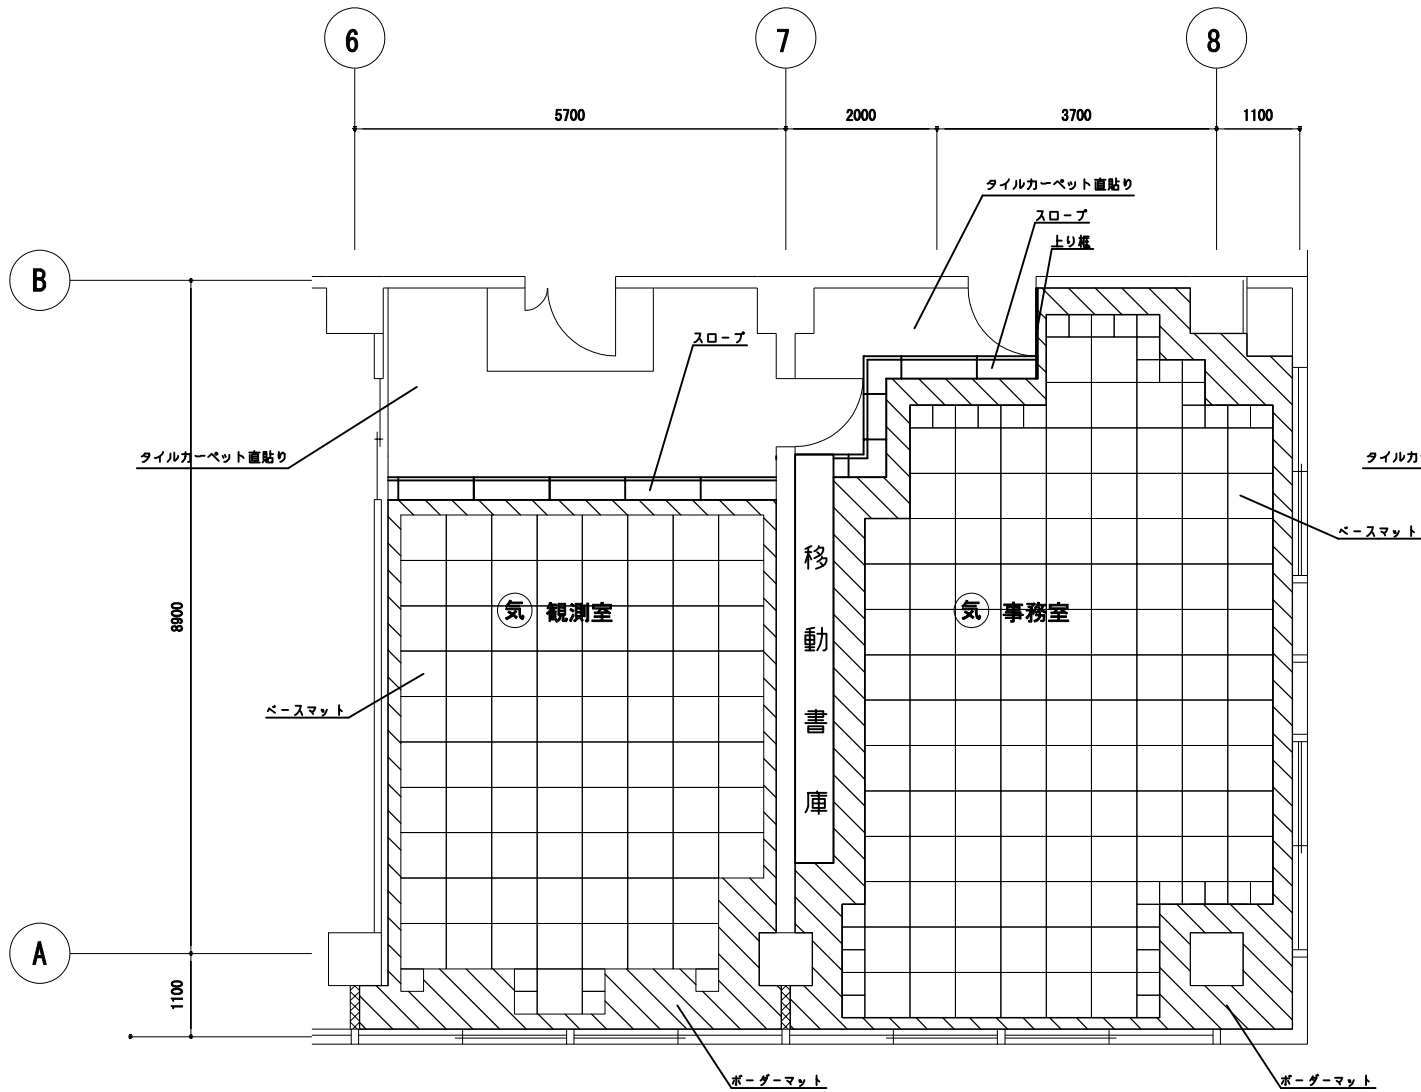 6
7
8
5700
2000
3700
1100
タイルカーペット直貼り
スロープ
上り框
B
スロープ
タイルカーペット直貼り
タイルカ
ベースマット
移動書庫
気 観測室
気 事務室
8900
ベースマット
A
1100
ボーダーマット
ボーダーマット